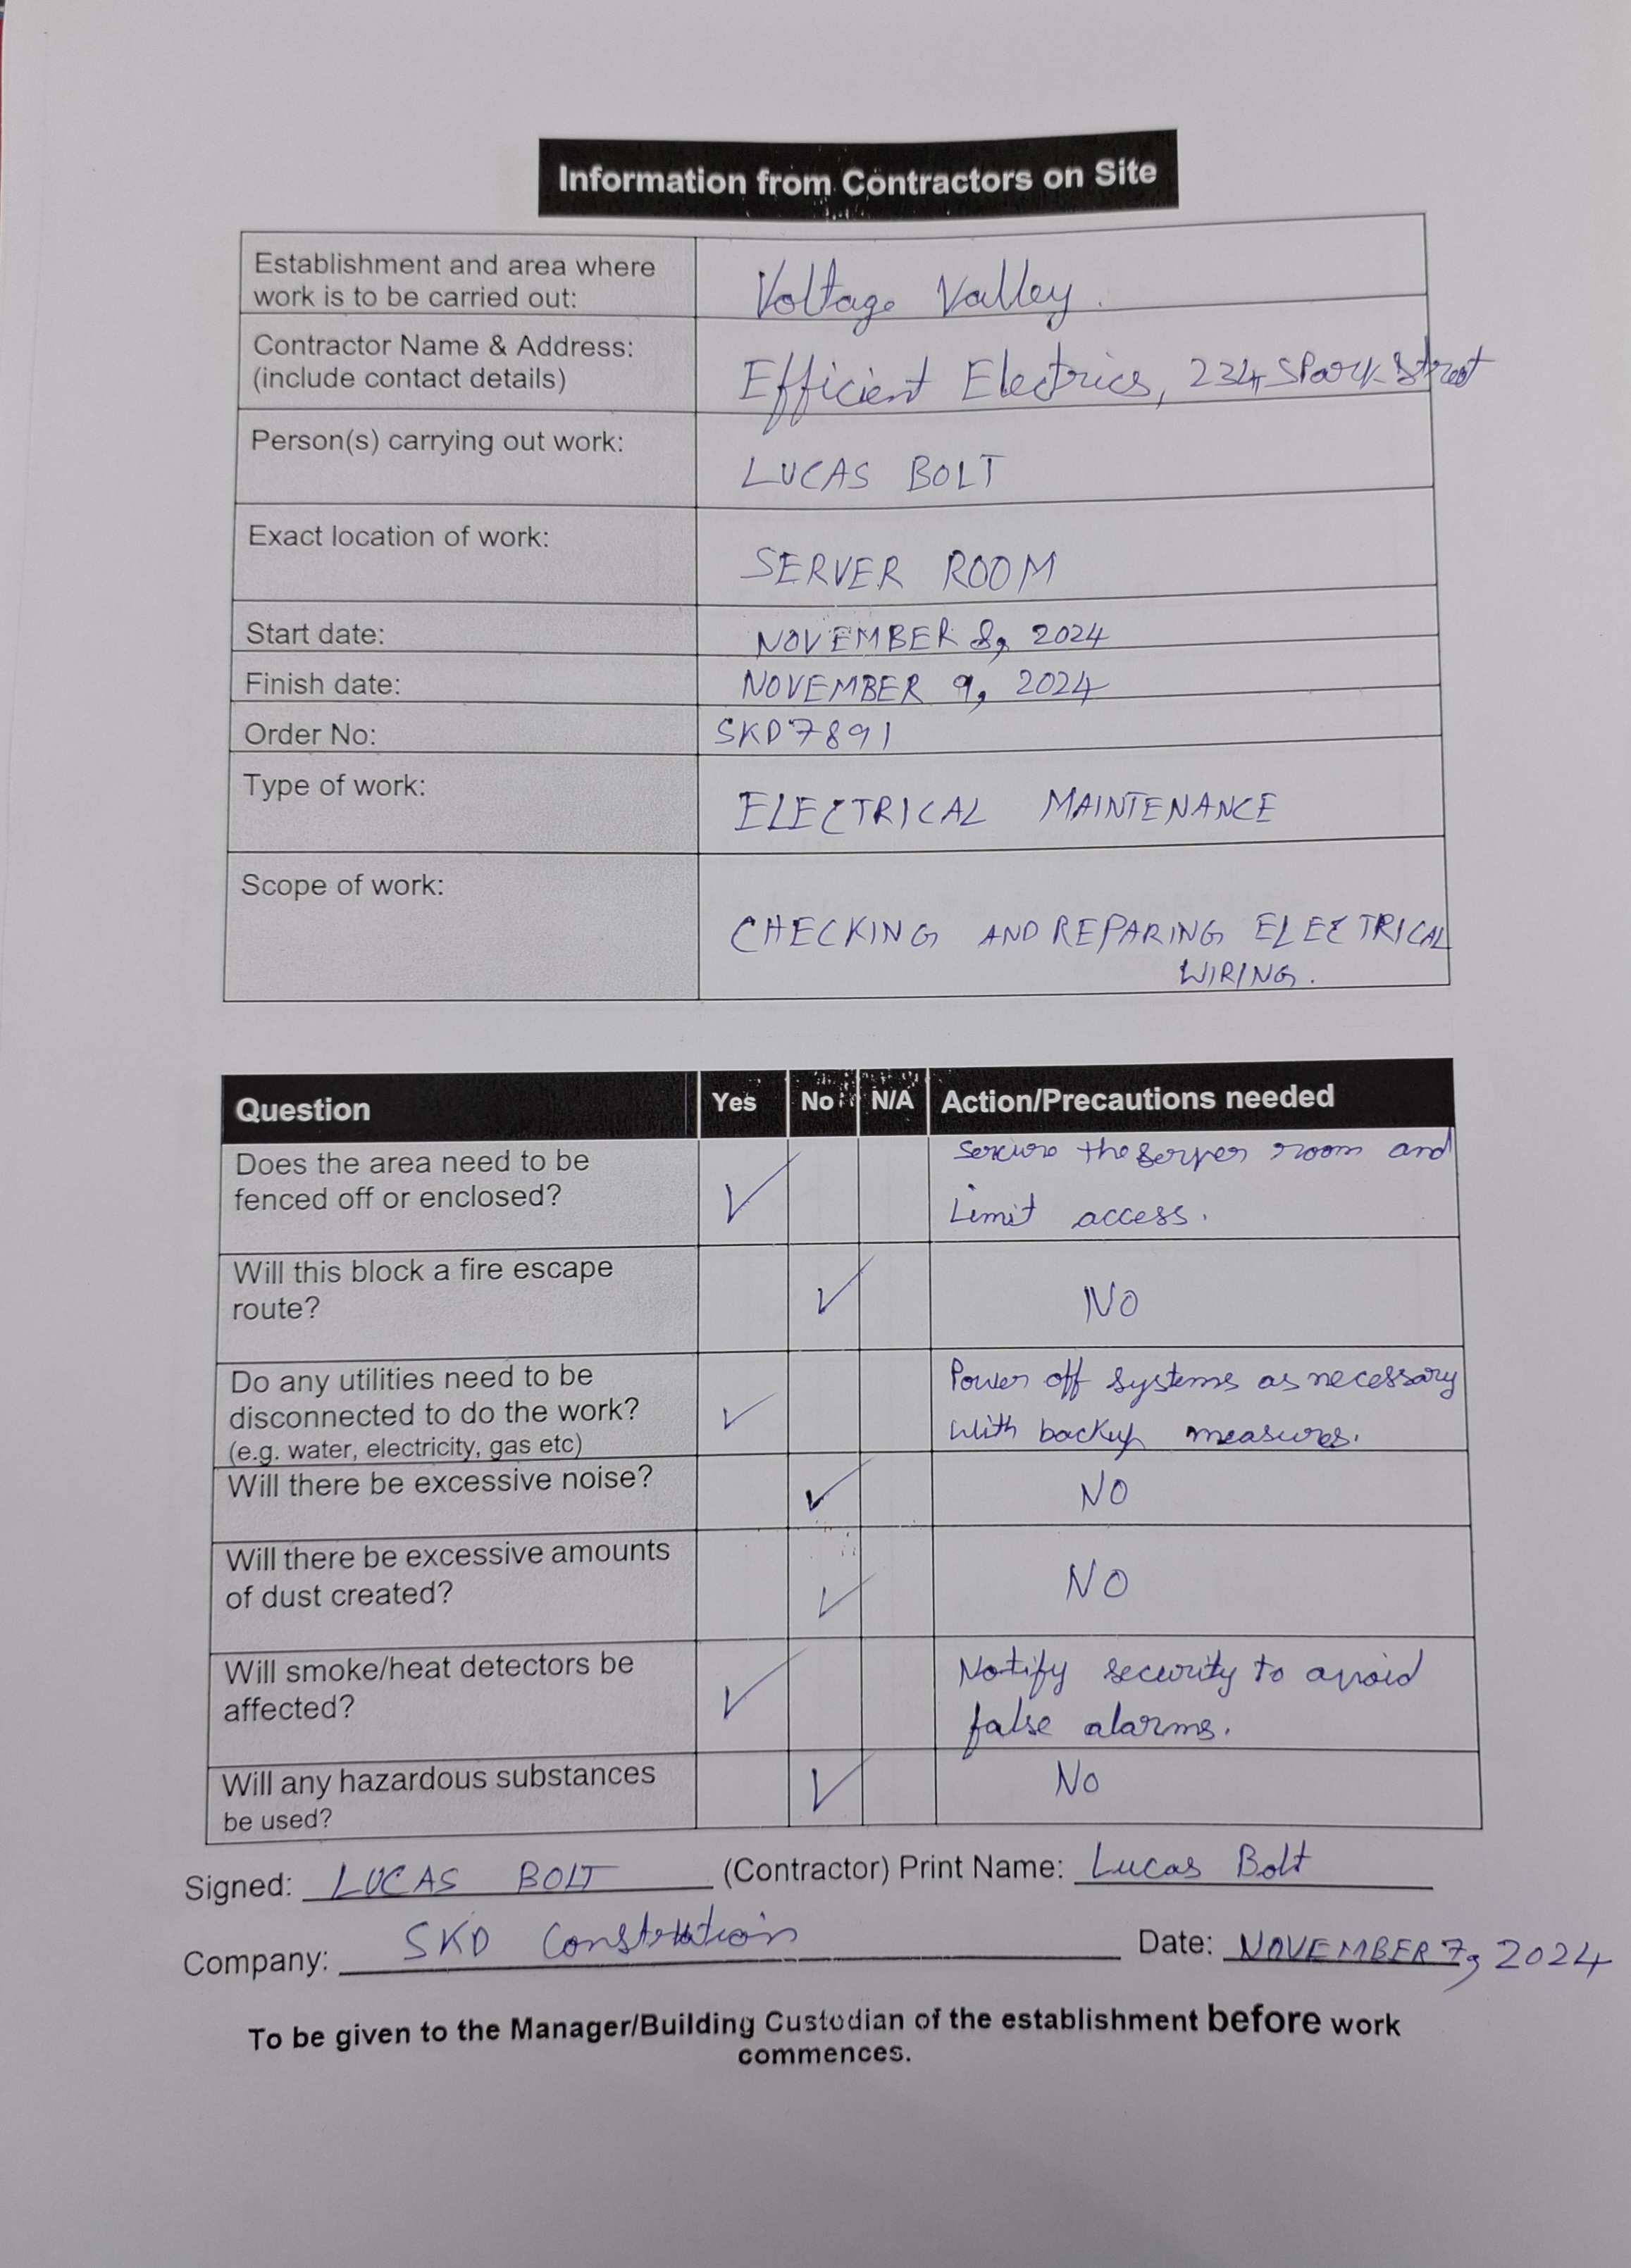 Information from Contractors on Site
Establishment and area where
work is to be carried out:
Voltage Valley.
Contractor Name & Address:
(include contact details)
Efficient Electrics, 234 SPark Street
Person(s) carrying out work:
LUCAS BOLT
Exact location of work:
SERVER ROOM
Start date:
NOVEMBER 8, 2024
Finish date:
NOVEMBER 9, 2024
Order No:
SKD7891
Type of work:
ELECTRICAL MAINTENANCE
Scope of work:
CHECKING AND REPARING ELECTRICAL
WIRING.
Question Yes No N/A Action/Precautions needed
Does the area need to be
fenced off or enclosed?
✓
Sercure the Server room and
Limit access.
Will this block a fire escape
route?
✓
NO
Do any utilities need to be
disconnected to do the work?
(e.g. water, electricity, gas etc)
✓
Power off systems as necessary
With backup measures.
Will there be excessive noise?
✓
NO
Will there be excessive amounts
of dust created?
✓
NO
Will smoke/heat detectors be
affected?
✓
Notify security to avoid
false alarms.
Will any hazardous substances
be used?
✓
No
Signed: LUCAS BOLT (Contractor) Print Name: Lucas Bolt
Company: SKD Date: NOVEMBER 7, 2024
To be given to the Manager/Building Custodian of the establishment before work
commences.